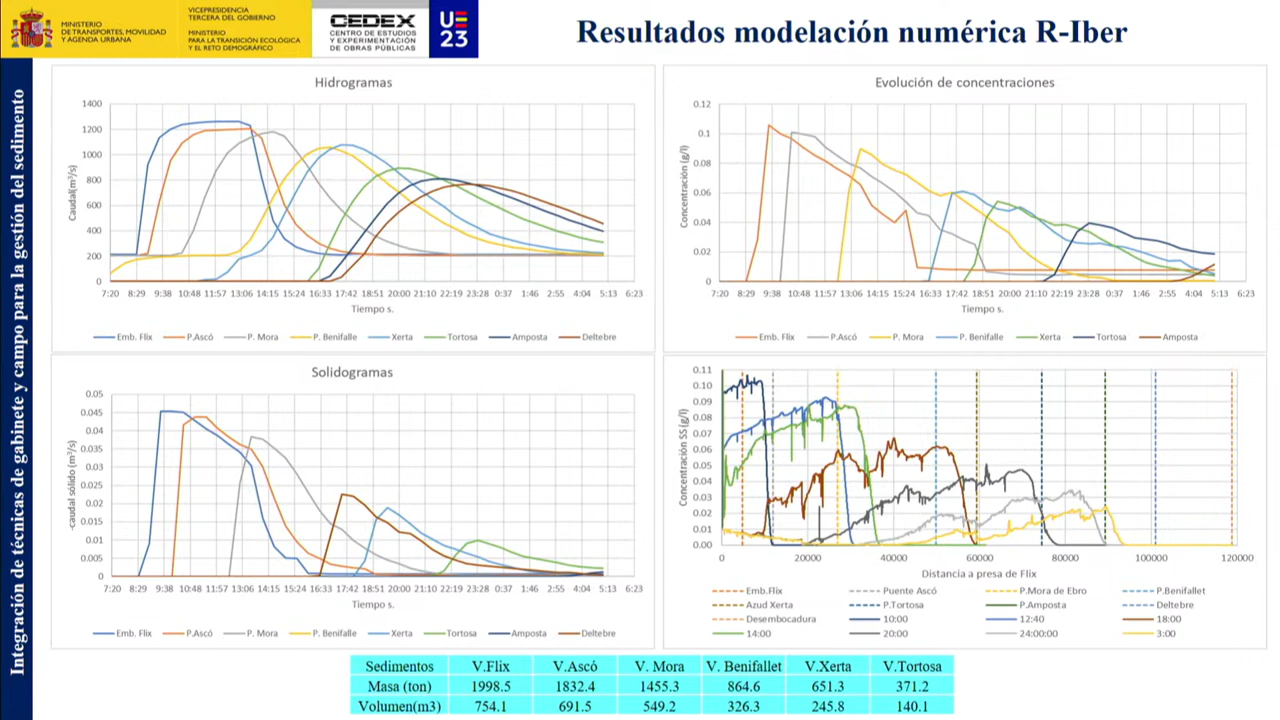 MINISTERIO
DE TRANSPORTES, MOVILIDAD
Y AGENDA URBANA
VICEPRESIDENCIA
TERCERA DEL GOBIERNO
MINISTERIO
PARA LA TRANSICIÓN ECOLÓGICA
Y EL RETO DEMOGRÁFICO
CEDEX
CENTRO DE ESTUDIOS
Y EXPERIMENTACIÓN
DE OBRAS PÚBLICAS
UE
23
Resultados modelación numérica R-Iber
Integración de técnicas de gabinete y campo para la gestión del sedimento
Hidrogramas
Caudal(m³/s)
1400
1200
1000
800
600
400
200
0
7:20 8:29 9:38 10:48 11:57 13:06 14:15 15:24 16:33 17:42 18:51 20:00 21:10 22:19 23:28 0:37 1:46 2:55 4:04 5:13 6:23
Tiempo s.
Emb. Flix P.Ascó P. Mora P. Benifalle Xerta Tortosa Amposta Deltebre
Evolución de concentraciones
Concentración (g/l)
0.12
0.1
0.08
0.06
0.04
0.02
0
7:20 8:29 9:38 10:48 11:57 13:06 14:15 15:24 16:33 17:42 18:51 20:00 21:10 22:19 23:28 0:37 1:46 2:55 4:04 5:13 6:23
Tiempo s.
Emb. Flix P.Ascó P. Mora P. Benifalle Xerta Tortosa Amposta
Solidogramas
-caudal sólido (m³/s)
0.05
0.045
0.04
0.035
0.03
0.025
0.02
0.015
0.01
0.005
0
7:20 8:29 9:38 10:48 11:57 13:06 14:15 15:24 16:33 17:42 18:51 20:00 21:10 22:19 23:28 0:37 1:46 2:55 4:04 5:13 6:23
Tiempo s.
Emb. Flix P.Ascó P. Mora P. Benifalle Xerta Tortosa Amposta Deltebre
Concentración SS (g/l)
0.11
0.10
0.09
0.08
0.07
0.06
0.05
0.04
0.03
0.02
0.01
0.00
0 20000 40000 60000 80000 100000 120000
Distancia a presa de Flix
Emb.Flix Puente Ascó P.Mora de Ebro P.Benifallet
Azud Xerta P.Tortosa P.Amposta Deltebre
Desembocadura 10:00 12:40 18:00
14:00 20:00 24:00:00 3:00
Sedimentos V.Flix V.Ascó V. Mora V. Benifallet V.Xerta V.Tortosa
Masa (ton) 1998.5 1832.4 1455.3 864.6 651.3 371.2
Volumen(m3) 754.1 691.5 549.2 326.3 245.8 140.1